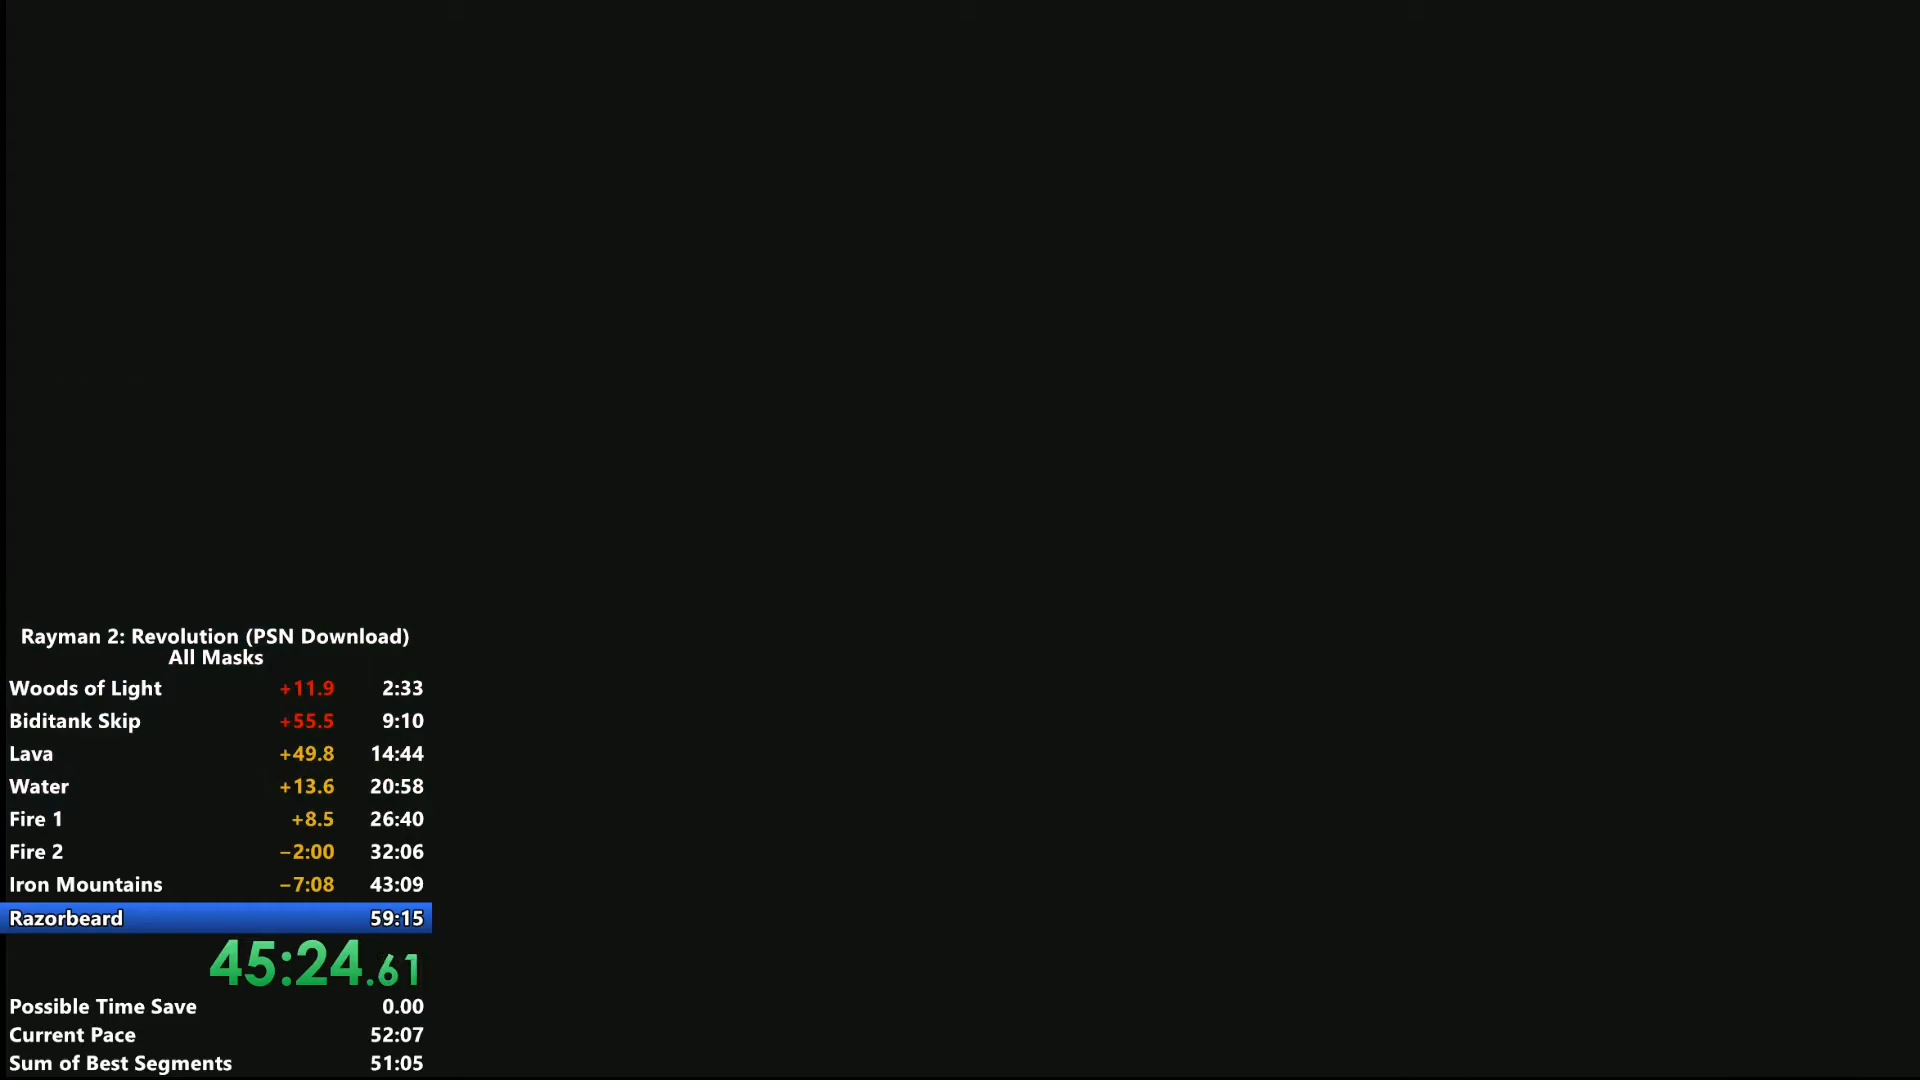 Rayman 2: Revolution (PSN Download)
All Masks
Woods of Light +11.9 2:33
Biditank Skip +55.5 9:10
Lava +49.8 14:44
Water +13.6 20:58
Fire 1 +8.5 26:40
Fire 2 −2:00 32:06
Iron Mountains −7:08 43:09
Razorbeard 59:15
45:24.61
Possible Time Save 0.00
Current Pace 52:07
Sum of Best Segments 51:05